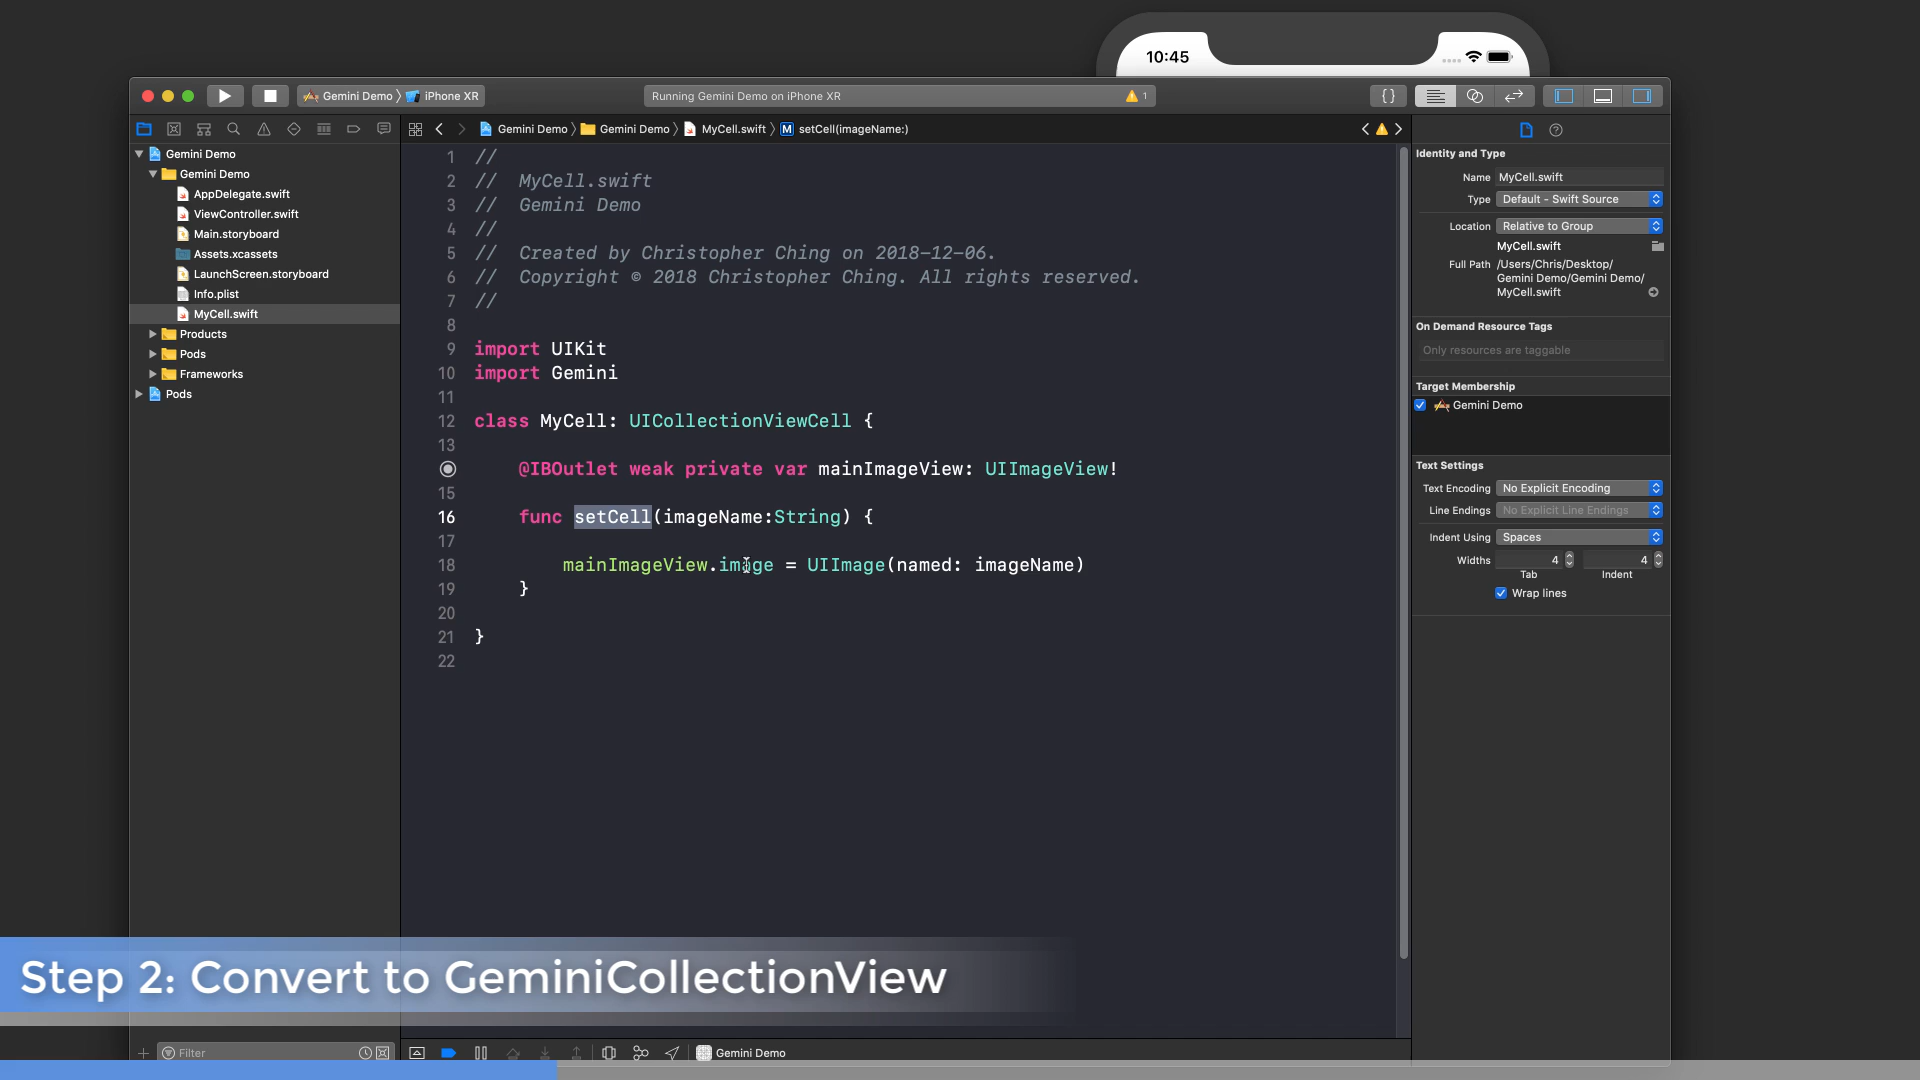 10:45
Gemini Demo
iPhone XR
Running Gemini Demo on iPhone XR
1
{ }
Gemini Demo
Gemini Demo
MyCell.swift
M
setCell(imageName:)
Gemini Demo
Gemini Demo
AppDelegate.swift
ViewController.swift
Main.storyboard
Assets.xcassets
LaunchScreen.storyboard
Info.plist
MyCell.swift
Products
Pods
Frameworks
Pods
1 //
2 // MyCell.swift
3 // Gemini Demo
4 //
5 // Created by Christopher Ching on 2018-12-06.
6 // Copyright © 2018 Christopher Ching. All rights reserved.
7 //
8
9 import UIKit
10 import Gemini
11
12 class MyCell: UICollectionViewCell {
13
@IBOutlet weak private var mainImageView: UIImageView!
15
16 func setCell(imageName:String) {
17
18 mainImageView.image = UIImage(named: imageName)
19 }
20
21 }
22
Identity and Type
Name MyCell.swift
Type Default - Swift Source
Location Relative to Group
MyCell.swift
Full Path /Users/Chris/Desktop/
Gemini Demo/Gemini Demo/
MyCell.swift
On Demand Resource Tags
Only resources are taggable
Target Membership
Gemini Demo
Text Settings
Text Encoding No Explicit Encoding
Line Endings No Explicit Line Endings
Indent Using Spaces
Widths 4 4
Tab Indent
Wrap lines
Step 2: Convert to GeminiCollectionView
Filter
Gemini Demo